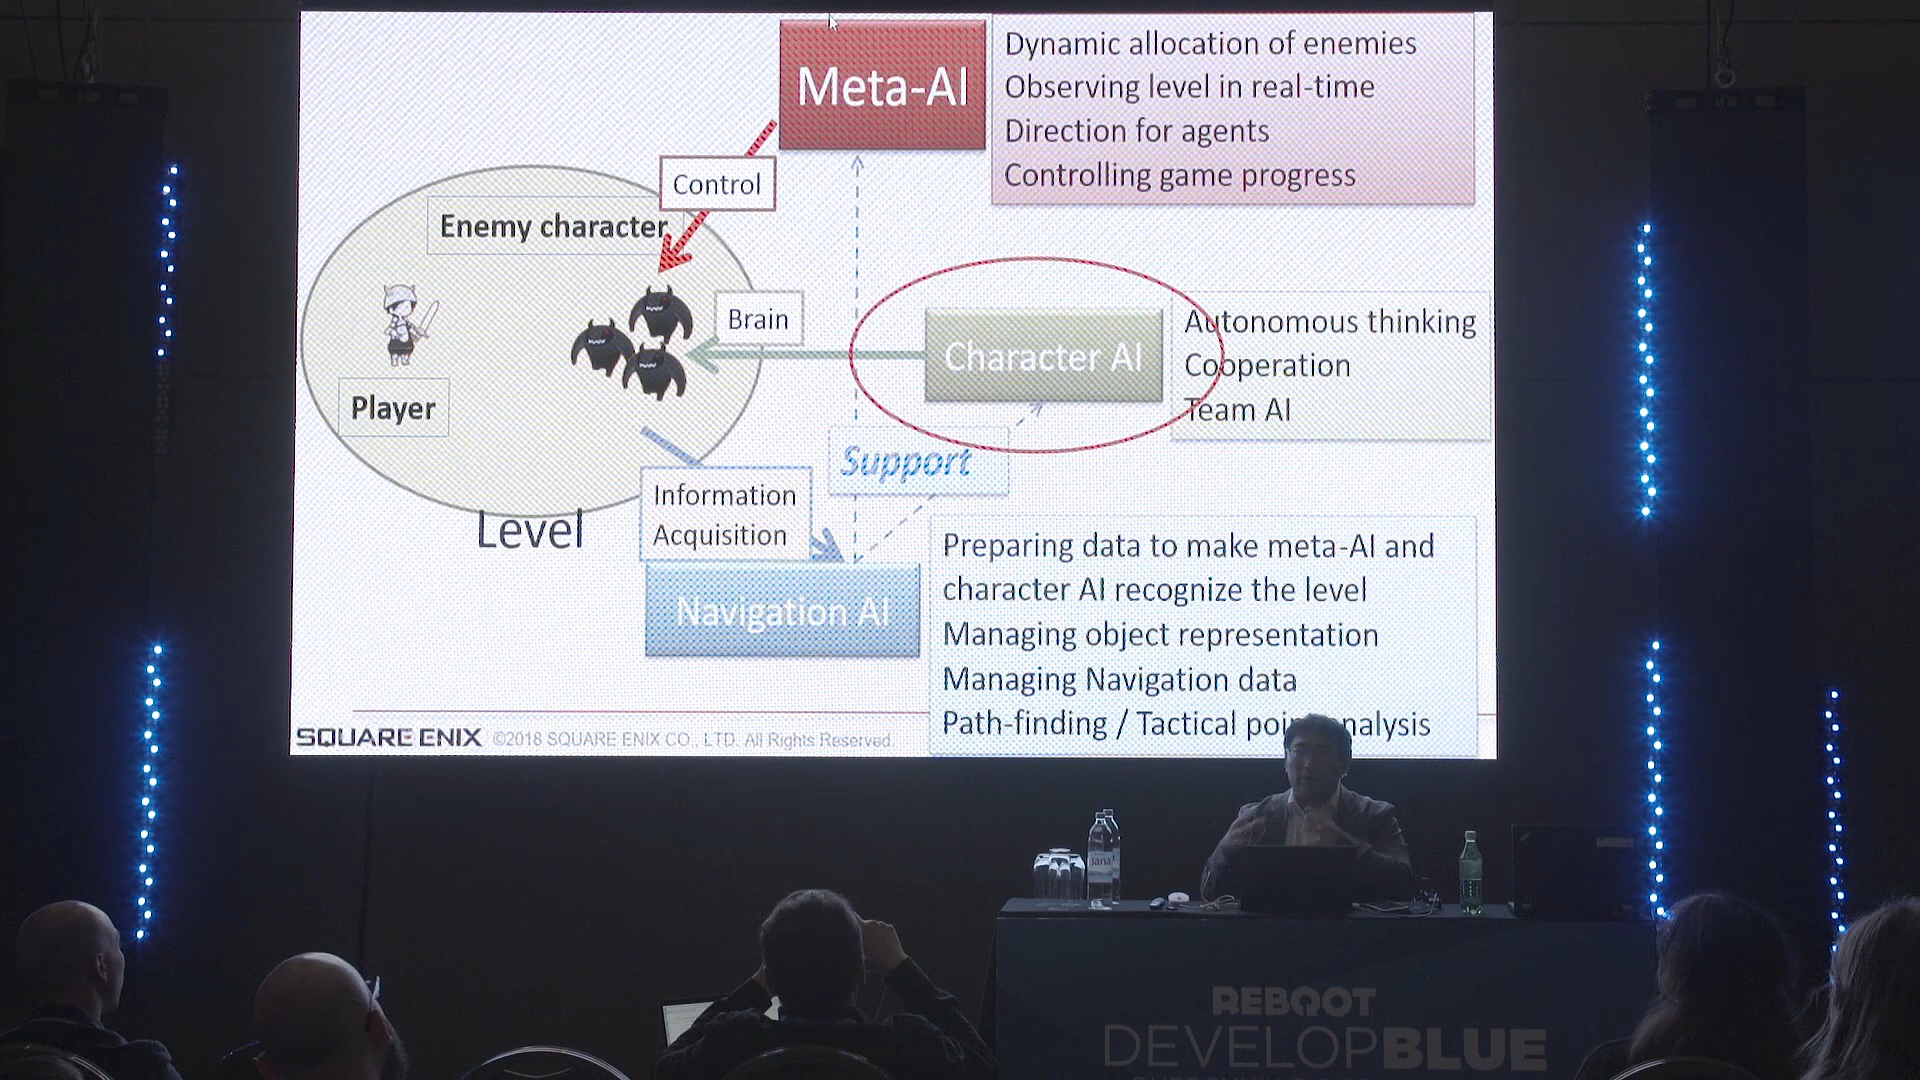 Meta-AI
Dynamic allocation of enemies
Observing level in real-time
Direction for agents
Controlling game progress
Control
Enemy character
Brain
Player
Character AI
Autonomous thinking
Cooperation
Team AI
Support
Information
Acquisition
Level
Navigation AI
Preparing data to make meta-AI and
character AI recognize the level
Managing object representation
Managing Navigation data
Path-finding / Tactical point analysis
SQUARE ENIX ©2018 SQUARE ENIX CO., LTD. All Rights Reserved.
Jana
REBOOT
DEVELOPBLUE